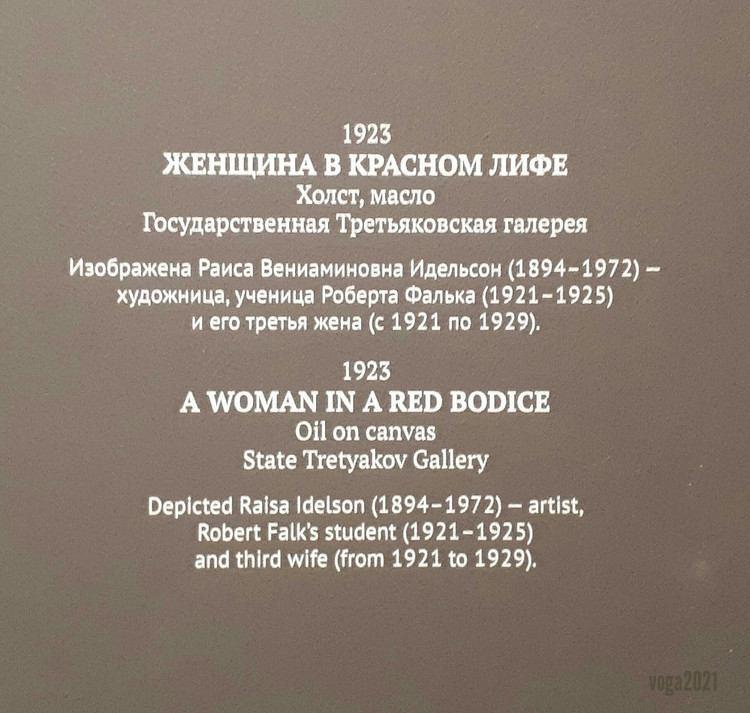 1923
ЖЕНЩИНА В КРАСНОМ ЛИФЕ
Холст, масло
Государственная Третьяковская галерея
Изображена Раиса Вениаминовна Идельсон (1894–1972) –
художница, ученица Роберта Фалька (1921–1925)
и его третья жена (с 1921 по 1929).
1923
A WOMAN IN A RED BODICE
Oil on canvas
State Tretyakov Gallery
Depicted Raisa Idelson (1894–1972) – artist,
Robert Falk's student (1921–1925)
and third wife (from 1921 to 1929).
voga2021